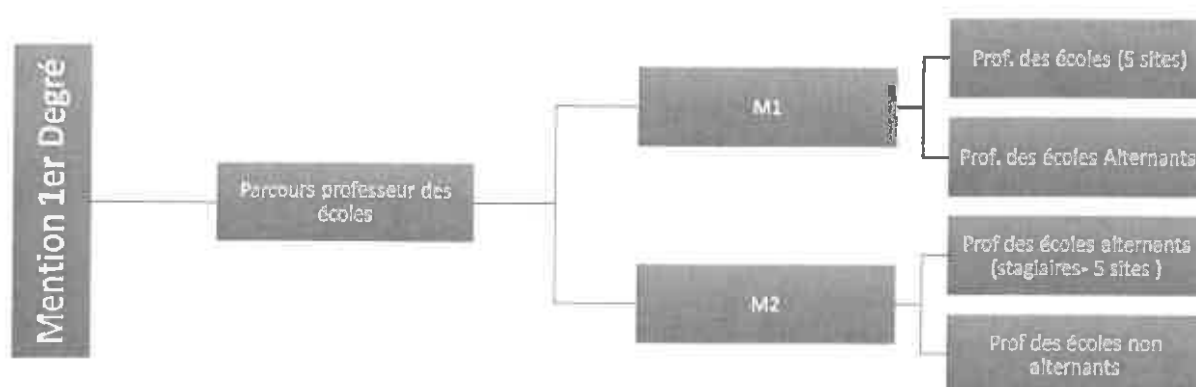 Mention 1er Degré
Parcours professeur des
écoles
M1
Prof. des écoles (5 sites)
Prof. des écoles Alternants
M2
Prof des écoles alternants
(stagiaires- 5 sites )
Prof des écoles non
alternants